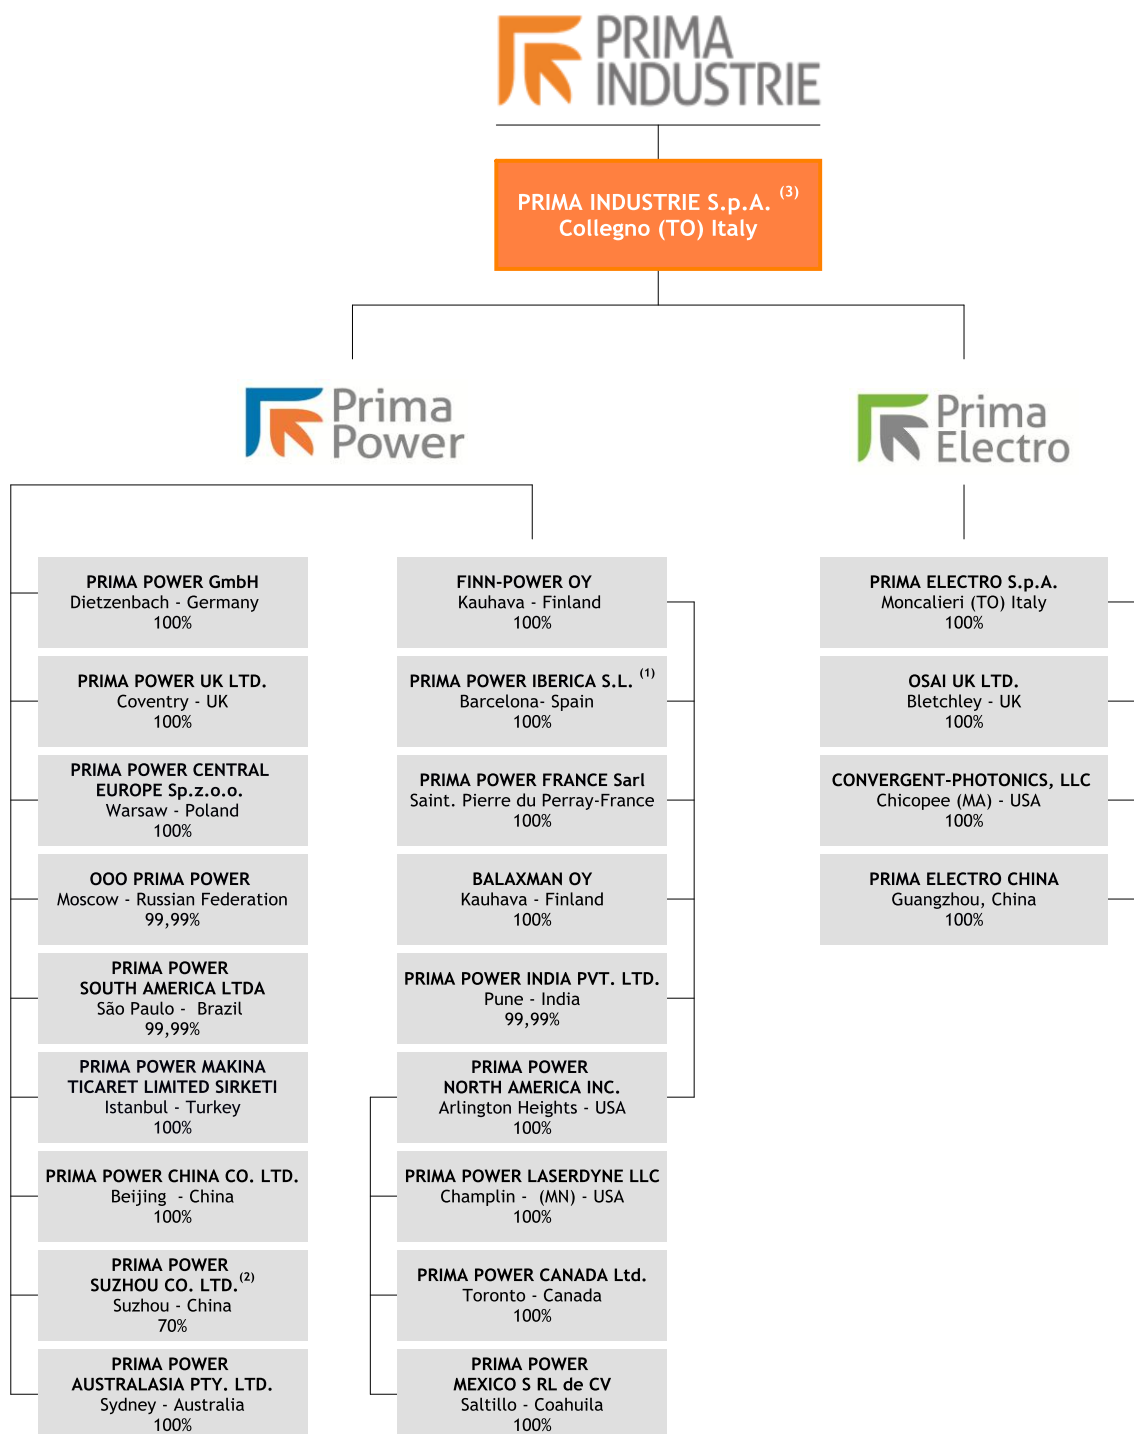 PRIMA
INDUSTRIE
PRIMA INDUSTRIE S.p.A. (3)
Collegno (TO) Italy
Prima
Power
Prima
Electro
PRIMA POWER GmbH
Dietzenbach - Germany
100%
PRIMA POWER UK LTD.
Coventry - UK
100%
PRIMA POWER CENTRAL
EUROPE Sp.z.o.o.
Warsaw - Poland
100%
OOO PRIMA POWER
Moscow - Russian Federation
99,99%
PRIMA POWER
SOUTH AMERICA LTDA
São Paulo - Brazil
99,99%
PRIMA POWER MAKINA
TICARET LIMITED SIRKETI
Istanbul - Turkey
100%
PRIMA POWER CHINA CO. LTD.
Beijing - China
100%
PRIMA POWER
SUZHOU CO. LTD. (2)
Suzhou - China
70%
PRIMA POWER
AUSTRALASIA PTY. LTD.
Sydney - Australia
100%
FINN-POWER OY
Kauhava - Finland
100%
PRIMA POWER IBERICA S.L. (1)
Barcelona- Spain
100%
PRIMA POWER FRANCE Sarl
Saint. Pierre du Perray-France
100%
BALAXMAN OY
Kauhava - Finland
100%
PRIMA POWER INDIA PVT. LTD.
Pune - India
99,99%
PRIMA POWER
NORTH AMERICA INC.
Arlington Heights - USA
100%
PRIMA POWER LASERDYNE LLC
Champlin - (MN) - USA
100%
PRIMA POWER CANADA Ltd.
Toronto - Canada
100%
PRIMA POWER
MEXICO S RL de CV
Saltillo - Coahuila
100%
PRIMA ELECTRO S.p.A.
Moncalieri (TO) Italy
100%
OSAI UK LTD.
Bletchley - UK
100%
CONVERGENT-PHOTONICS, LLC
Chicopee (MA) - USA
100%
PRIMA ELECTRO CHINA
Guangzhou, China
100%